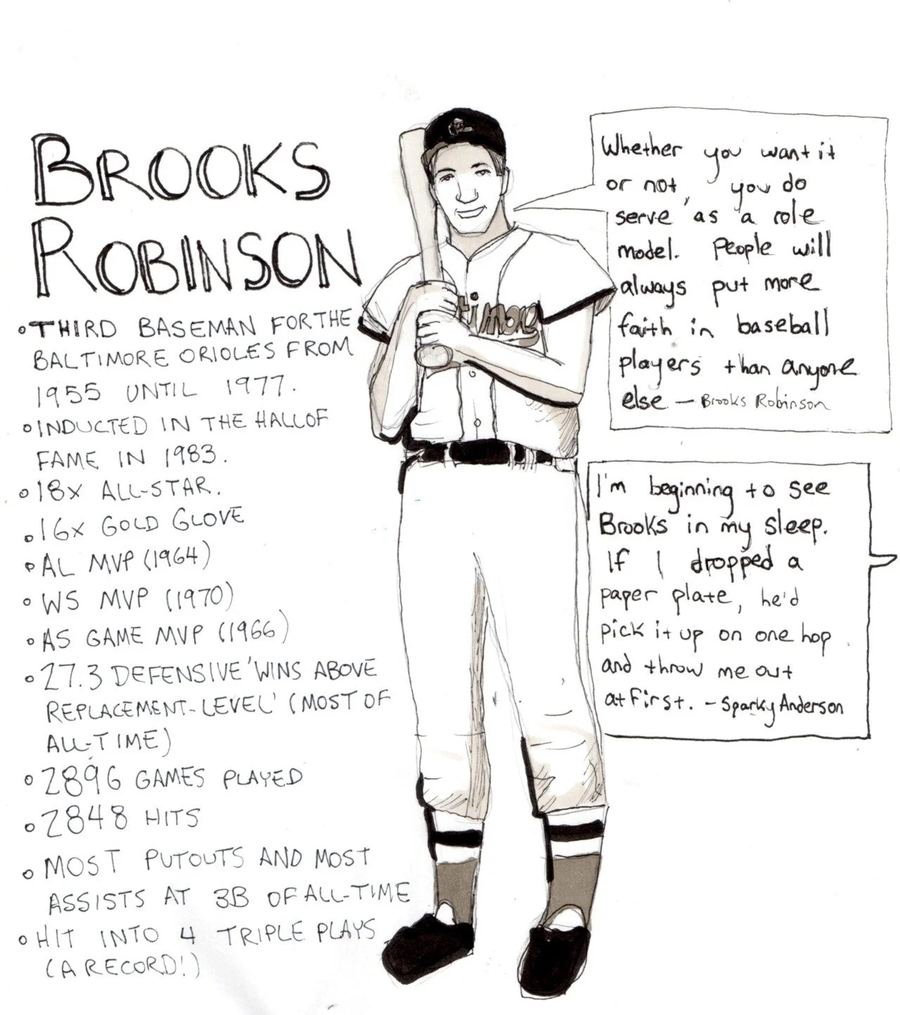 BROOKS
ROBINSON
THIRD BASEMAN FOR THE
BALTIMORE ORIOLES FROM
1955 UNTIL 1977.
INDUCTED IN THE HALL OF
FAME IN 1983.
18x ALL-STAR.
16x GOLD GLOVE
AL MVP (1964)
WS MVP (1970)
AS GAME MVP (1966)
27.3 DEFENSIVE 'WINS ABOVE
REPLACEMENT-LEVEL' (MOST OF
ALL-TIME)
2896 GAMES PLAYED
2848 HITS
MOST PUTOUTS AND MOST
ASSISTS AT 3B OF ALL-TIME
HIT INTO 4 TRIPLE PLAYS
(A RECORD!)
timore
Whether you want it
or not, you do
serve as a role
model. People will
always put more
faith in baseball
players than anyone
else – Brooks Robinson
I'm beginning to see
Brooks in my sleep.
If I dropped a
paper plate, he'd
pick it up on one hop
and throw me out
at first. – Sparky Anderson